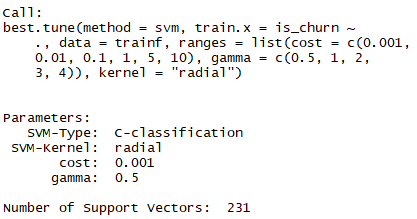 Call:
best.tune(method = svm, train.x = is_churn ~
., data = trainf, ranges = list(cost = c(0.001,
0.01, 0.1, 1, 5, 10), gamma = c(0.5, 1, 2,
3, 4)), kernel = "radial")
Parameters:
SVM-Type: C-classification
SVM-Kernel: radial
cost: 0.001
gamma: 0.5
Number of Support Vectors: 231